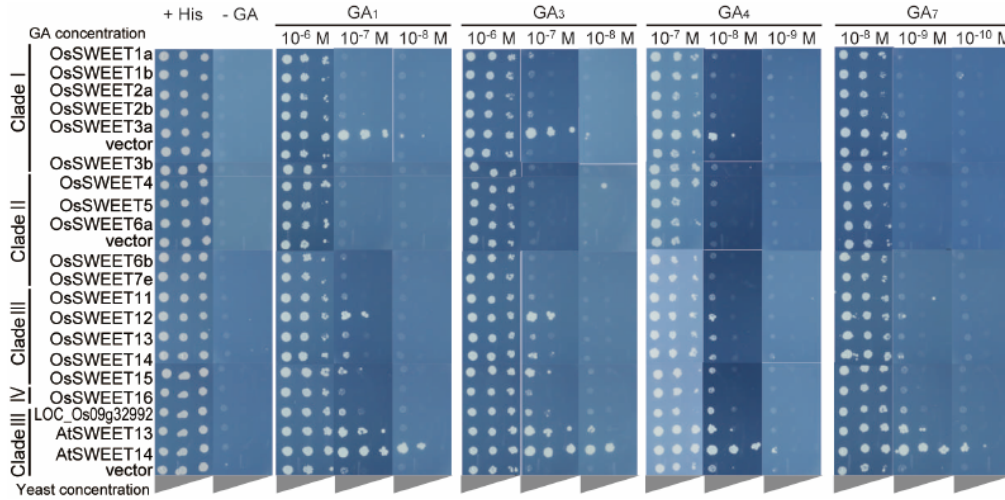 + His - GA GA1 GA3 GA4 GA7
GA concentration 10-6 M 10-7 M 10-8 M 10-6 M 10-7 M 10-8 M 10-7 M 10-8 M 10-9 M 10-8 M 10-9 M 10-10 M
Clade I
OsSWEET1a
OsSWEET1b
OsSWEET2a
OsSWEET2b
OsSWEET3a
vector
OsSWEET3b
Clade II
OsSWEET4
OsSWEET5
OsSWEET6a
vector
OsSWEET6b
OsSWEET7e
Clade III
OsSWEET11
OsSWEET12
OsSWEET13
OsSWEET14
OsSWEET15
IV
OsSWEET16
Clade III
LOC_Os09g32992
AtSWEET13
AtSWEET14
vector
Yeast concentration